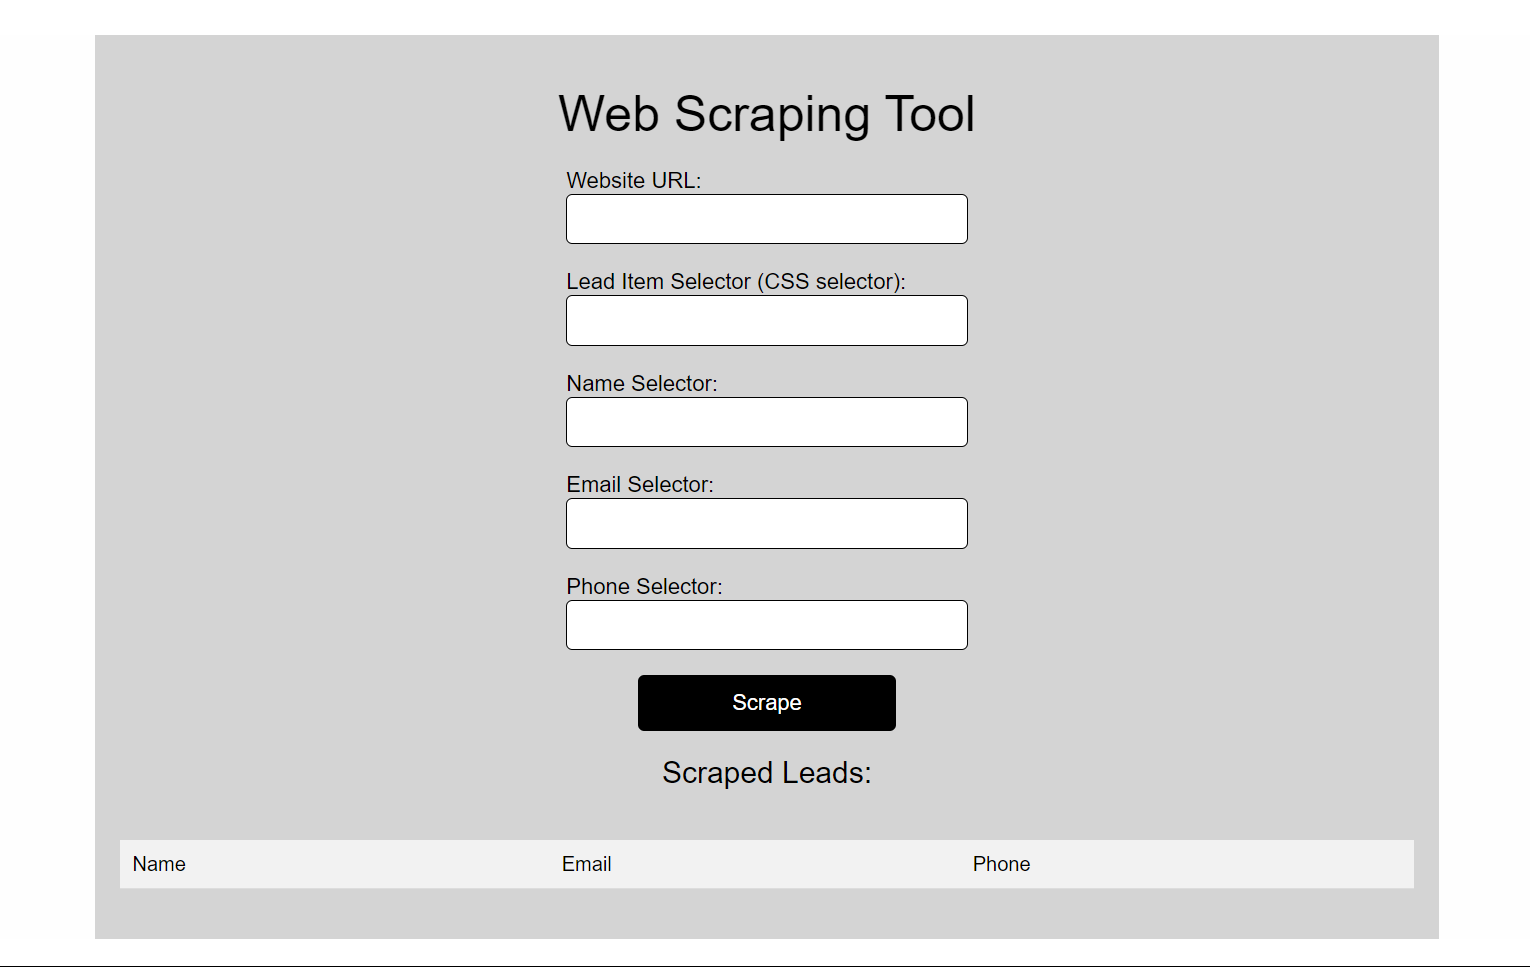 Web Scraping Tool
Website URL:
Lead Item Selector (CSS selector):
Name Selector:
Email Selector:
Phone Selector:
Scrape
Scraped Leads:
Name Email Phone